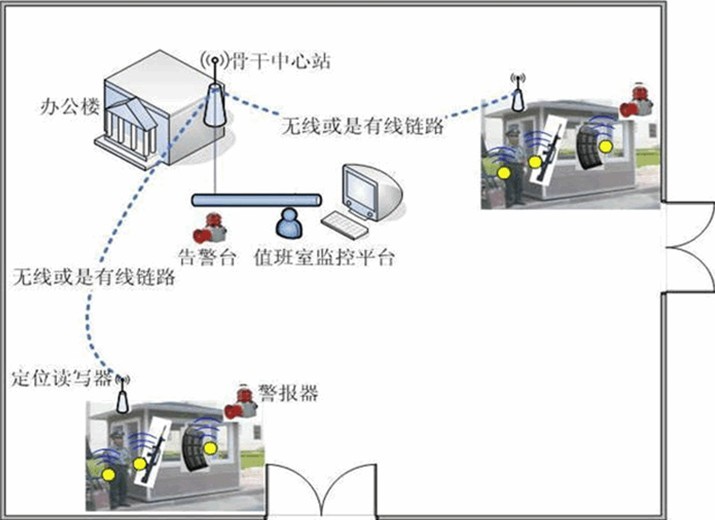 骨干中心站
办公楼
无线或是有线链路
告警台
值班室监控平台
无线或是有线链路
定位读写器
警报器